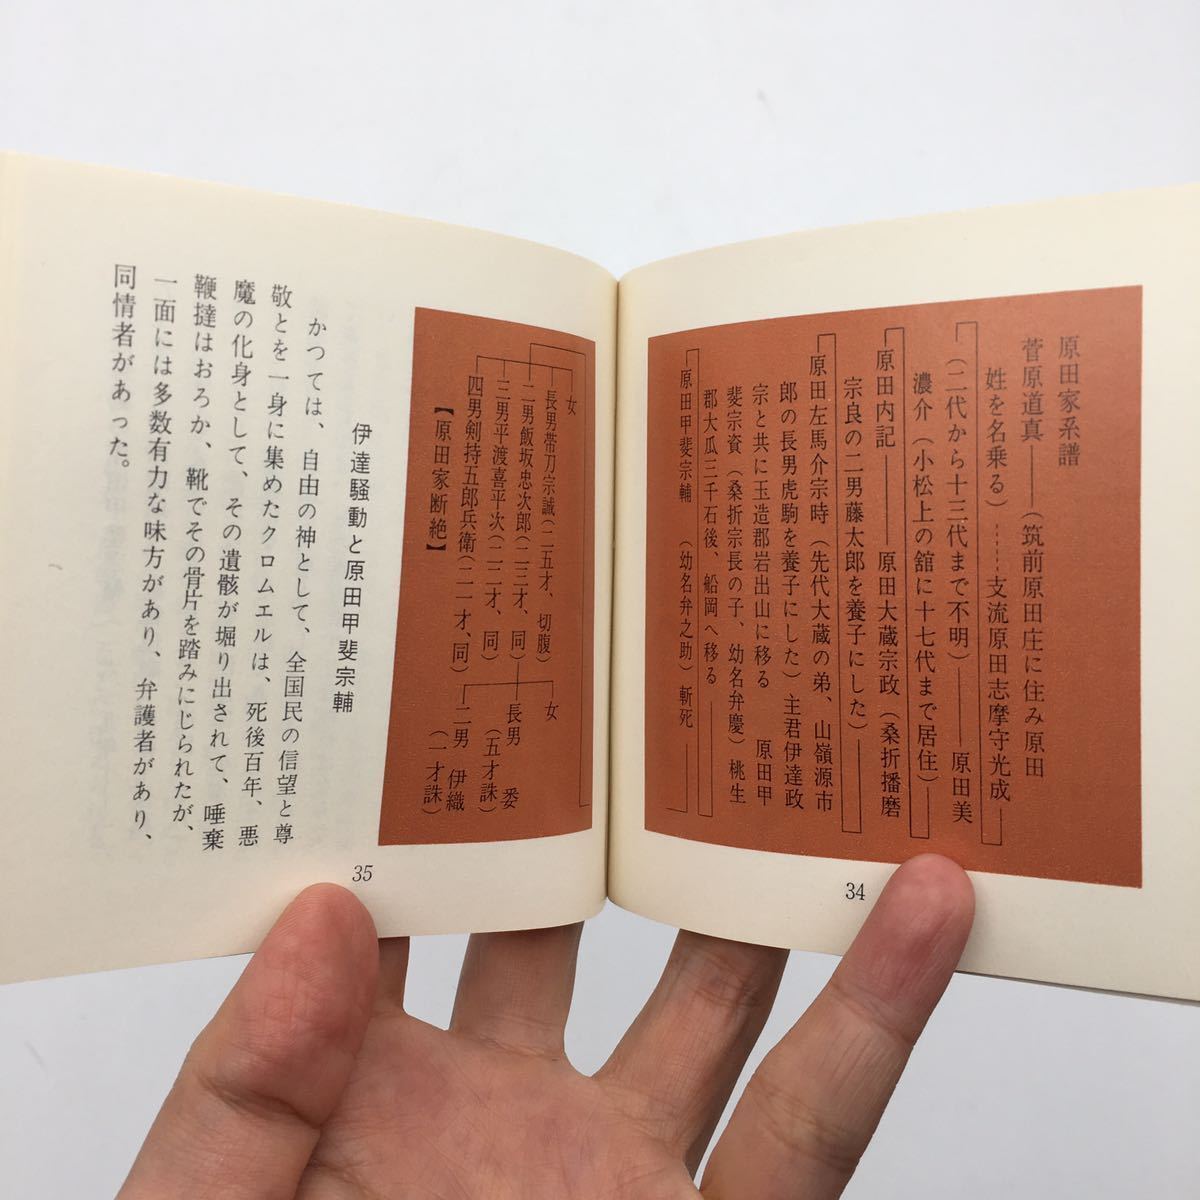 原田家系譜
菅原道真――(筑前原田庄に住み原田
姓を名乗る)……支流原田志摩守光成―
(二代から十三代まで不明)――原田美
濃介(小松上の舘に十七代まで居住)―
原田内記――原田大蔵宗政(桑折播磨
宗良の二男藤太郎を養子にした)――
原田左馬介宗時(先代大蔵の弟、山嶺源市
郎の長男虎駒を養子にした)主君伊達政
宗と共に玉造郡岩出山に移る　原田甲
斐宗資(桑折宗長の子、幼名弁慶)桃生
郡大瓜三千石後、船岡へ移る――
原田甲斐宗輔　(幼名弁之助)斬死―
34
女
長男帯刀宗誠(二五才、切腹)
二男飯坂忠次郎(二三才、同)
三男平渡喜平次(二二才、同)
四男剣持五郎兵衛(二一才、同)
女
長男　(五才誅)
二男　伊織(一才誅)
【原田家断絶】
伊達騒動と原田甲斐宗輔
かつては、自由の神として、全国民の信望と尊
敬とを一身に集めたクロムエルは、死後百年、悪
魔の化身として、その遺骸が堀り出されて、唾棄
鞭撻はおろか、靴でその骨片を踏みにじられたが、
一面には多数有力な味方があり、弁護者があり、
同情者があった。
35